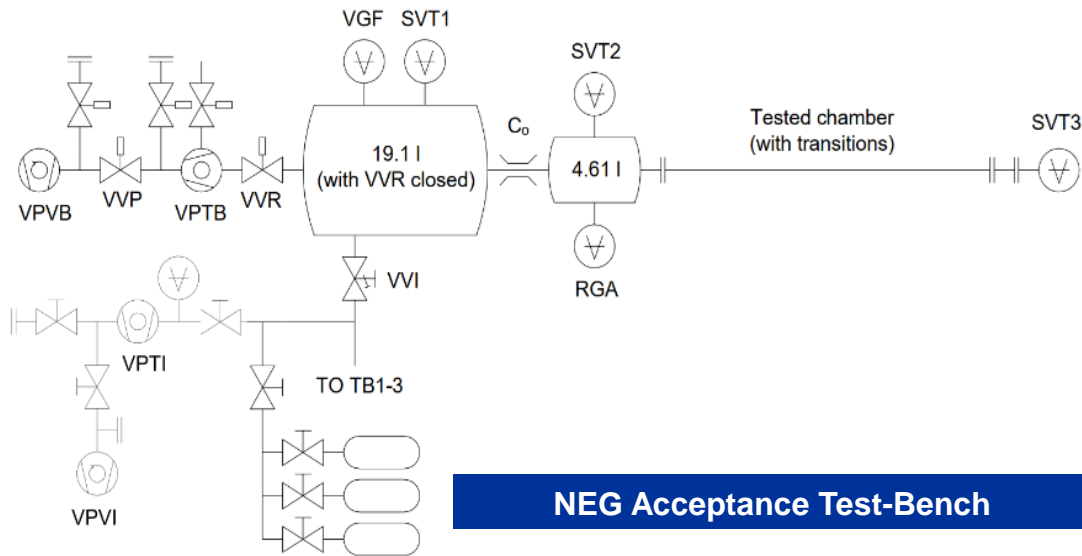 VGF
SVT1
SVT2
SVT3
C₀
Tested chamber
(with transitions)
19.1 l
(with VVR closed)
4.61 l
VPVB
VVP
VPTB
VVR
VVI
RGA
VPTI
TO TB1-3
VPVI
NEG Acceptance Test-Bench